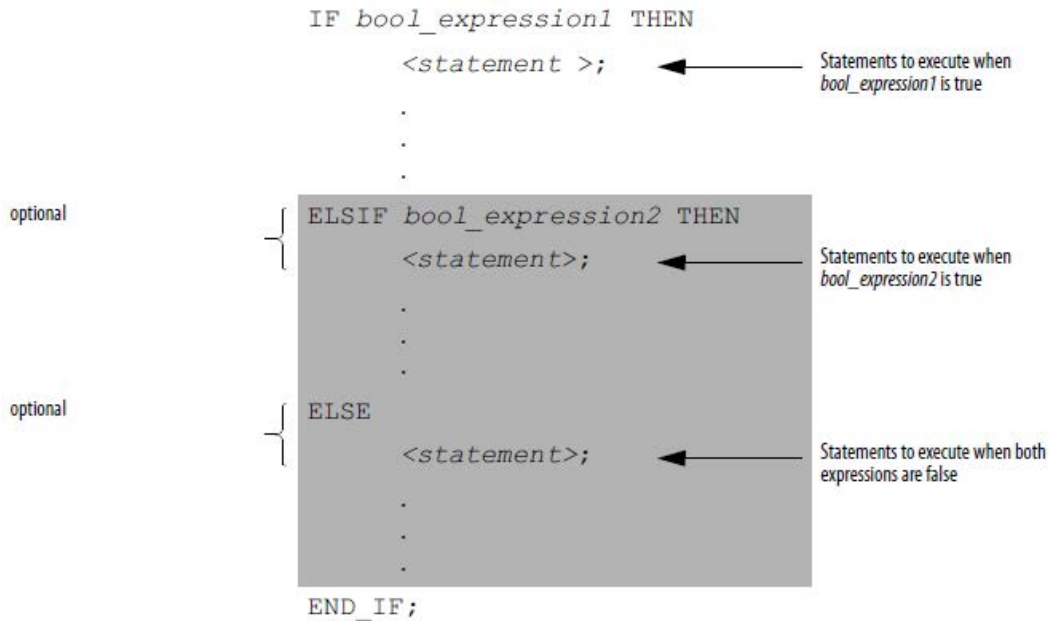 IF bool_expression1 THEN
<statement >;
Statements to execute when
bool_expression1 is true
.
.
.
optional
ELSIF bool_expression2 THEN
<statement>;
Statements to execute when
bool_expression2 is true
.
.
.
optional
ELSE
<statement>;
Statements to execute when both
expressions are false
.
.
.
END_IF;